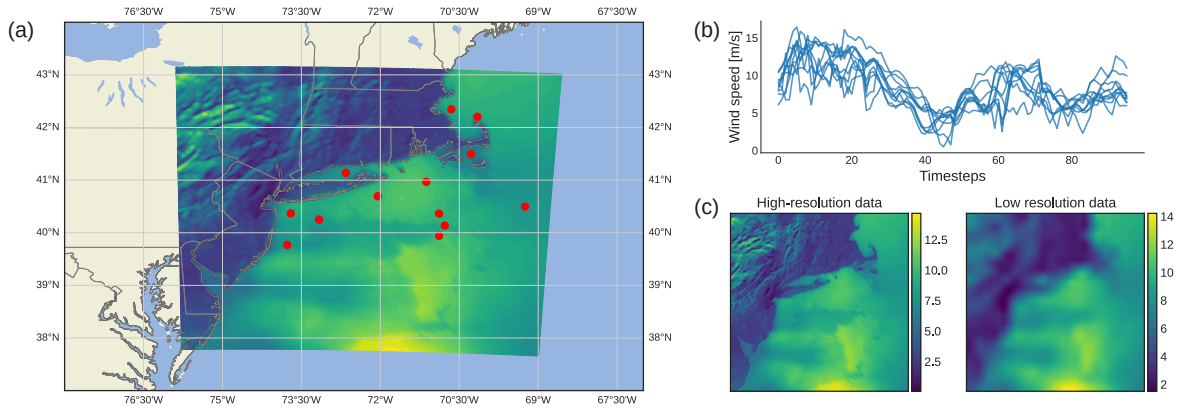 76°30'W 75°W 73°30'W 72°W 70°30'W 69°W 67°30'W
(a)
43°N 43°N
42°N 42°N
41°N 41°N
40°N 40°N
39°N 39°N
38°N 38°N
76°30'W 75°W 73°30'W 72°W 70°30'W 69°W 67°30'W
(b)
Wind speed [m/s]
15
10
5
0
0 20 40 60 80
Timesteps
(c)
High-resolution data
12.5
10.0
7.5
5.0
2.5
Low resolution data
14
12
10
8
6
4
2